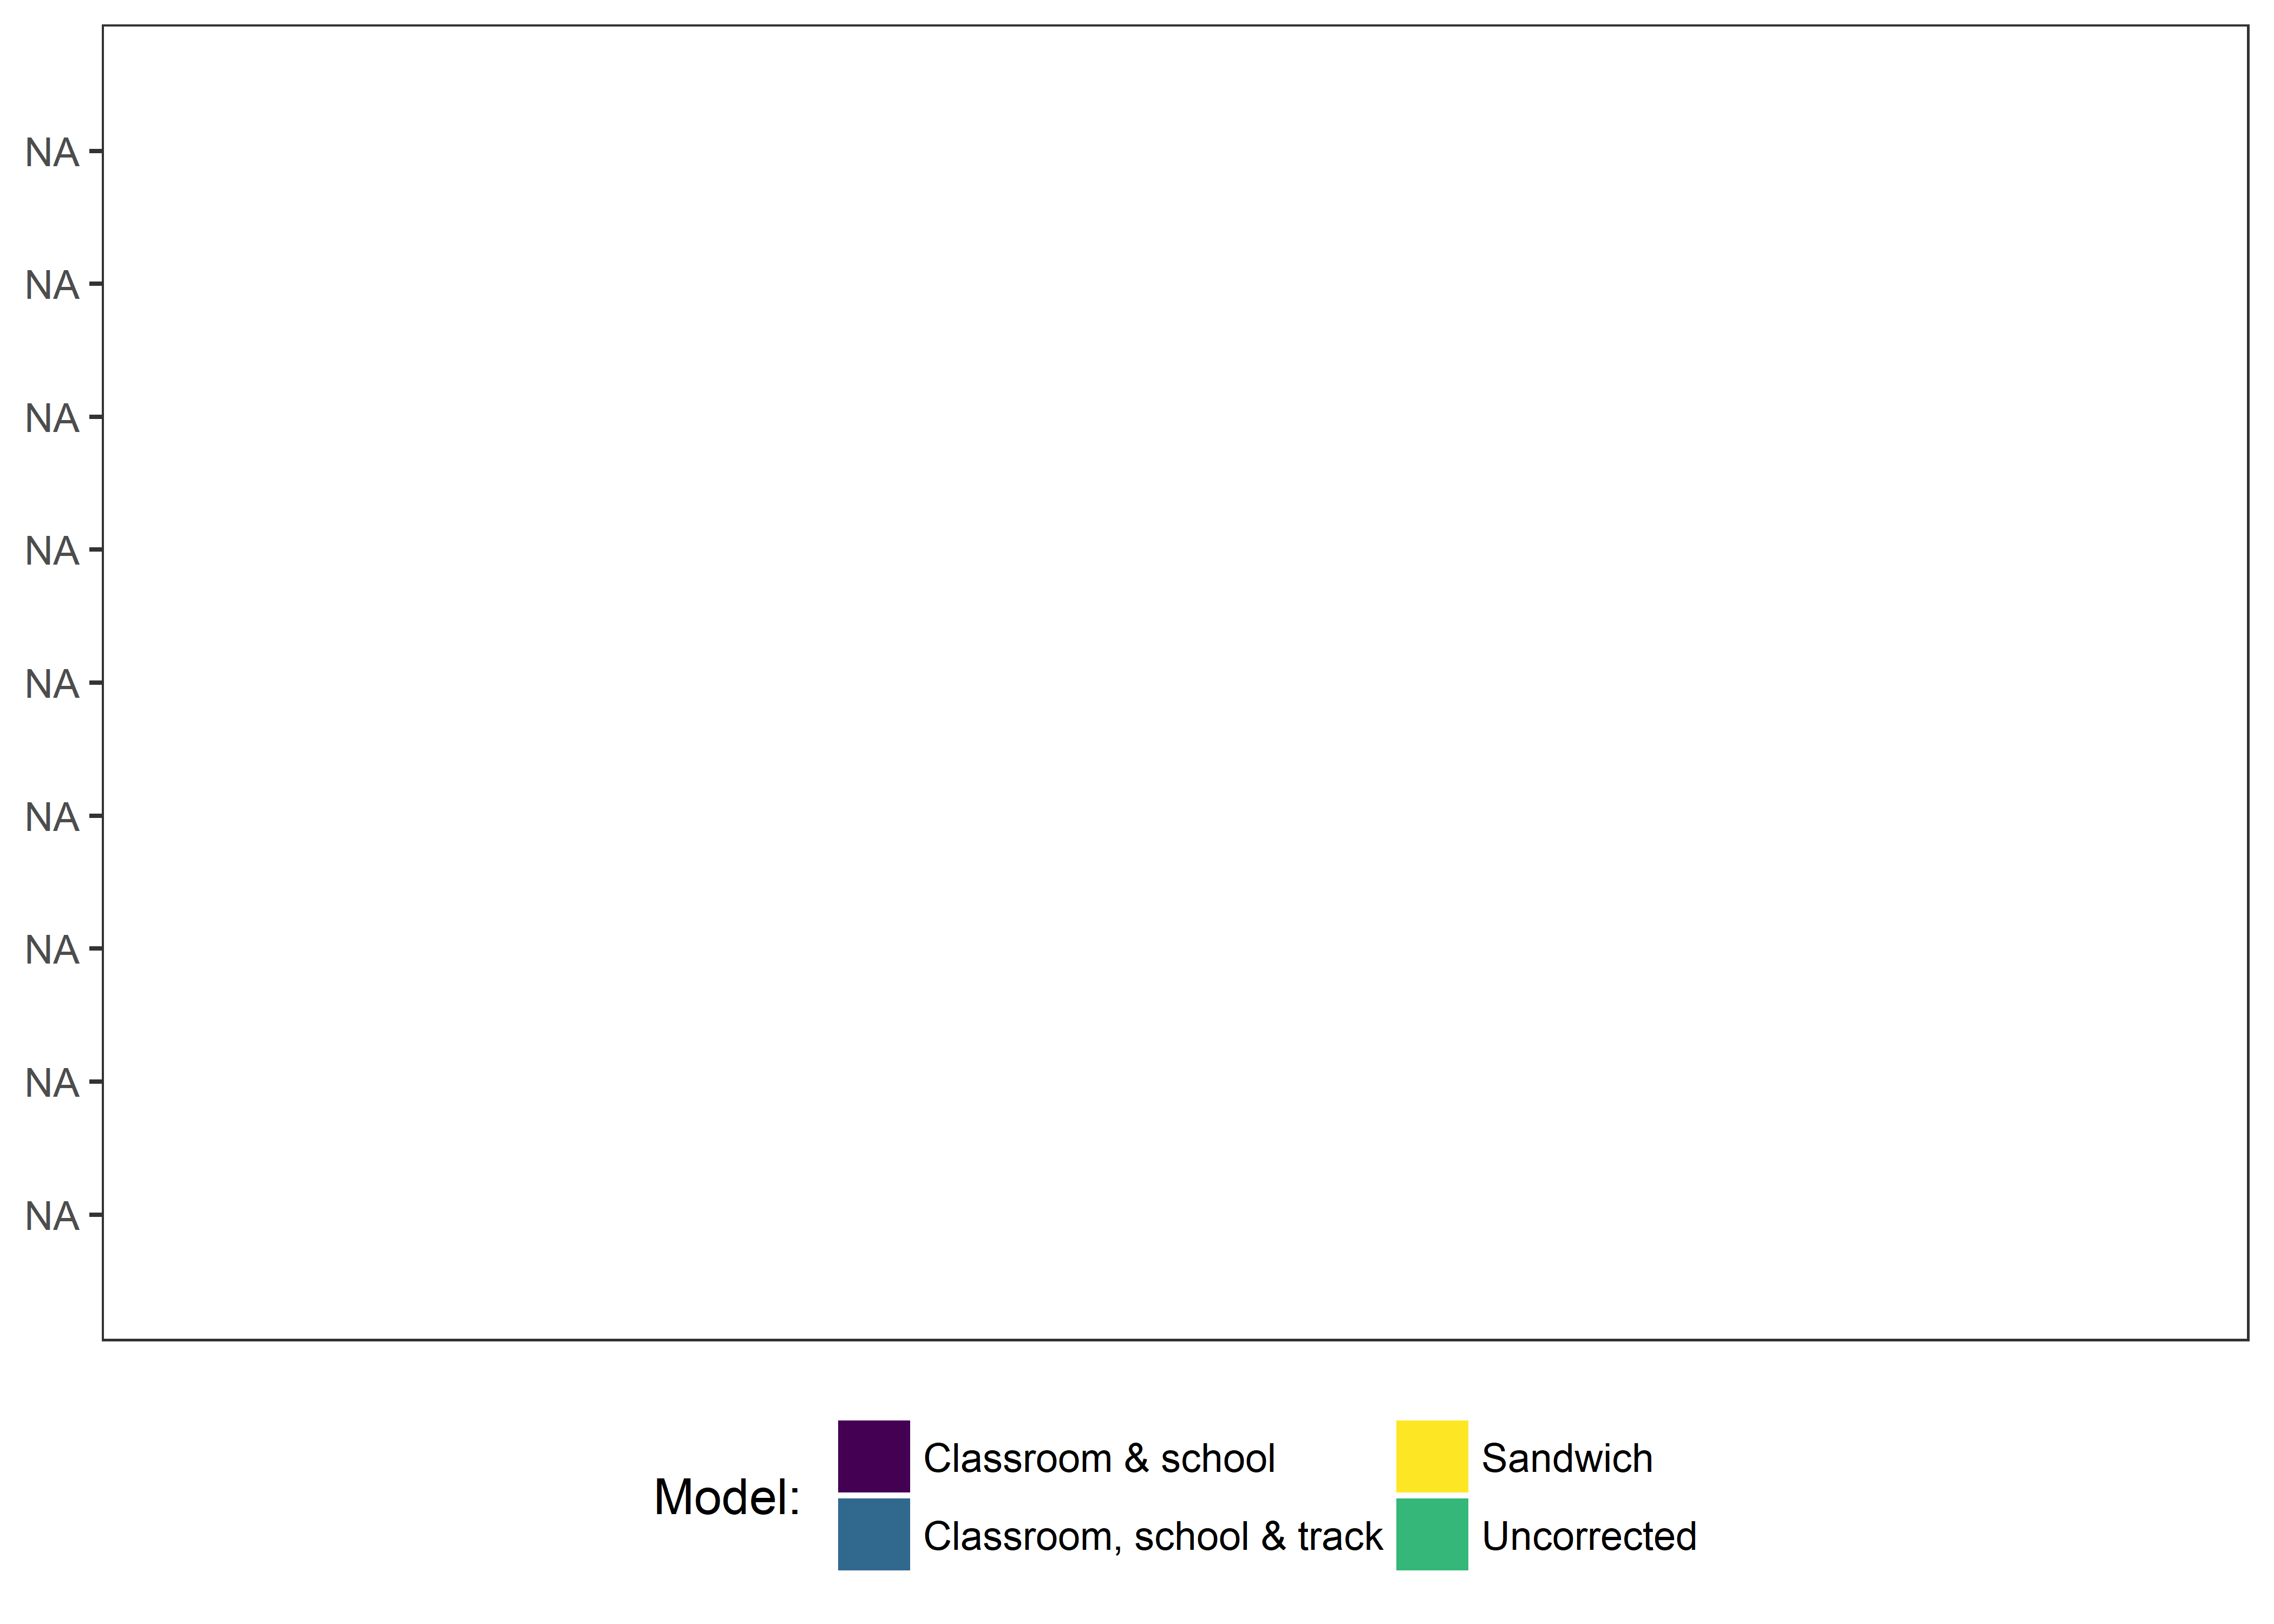 NA
NA
NA
NA
NA
NA
NA
NA
NA
Model:
Classroom & school
Classroom, school & track
Sandwich
Uncorrected